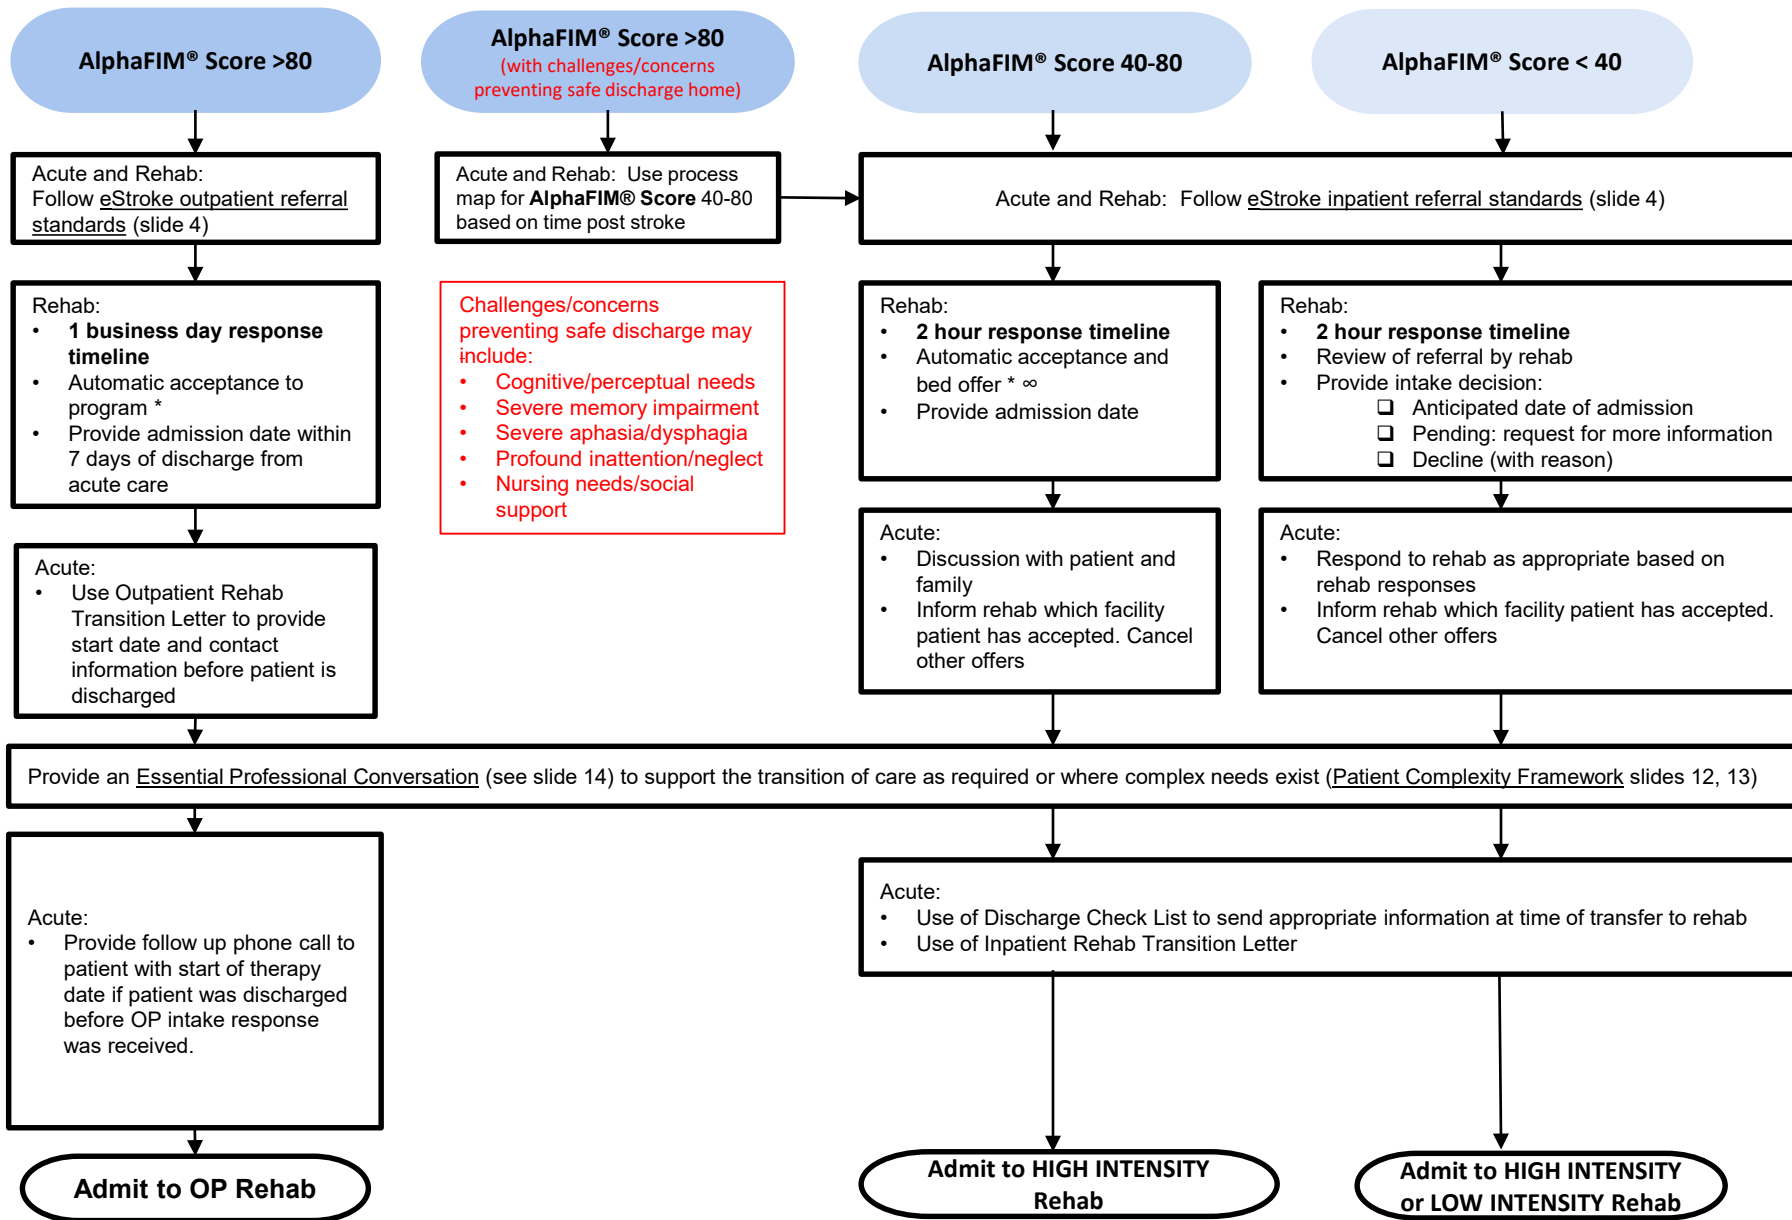 AlphaFIM® Score >80
AlphaFIM® Score >80
(with challenges/concerns
preventing safe discharge home)
AlphaFIM® Score 40-80
AlphaFIM® Score < 40
Acute and Rehab:
Follow eStroke outpatient referral
standards (slide 4)
Acute and Rehab: Use process
map for AlphaFIM® Score 40-80
based on time post stroke
Acute and Rehab: Follow eStroke inpatient referral standards (slide 4)
Rehab:
• 1 business day response
timeline
• Automatic acceptance to
program *
• Provide admission date within
7 days of discharge from
acute care
Challenges/concerns
preventing safe discharge may
include:
• Cognitive/perceptual needs
• Severe memory impairment
• Severe aphasia/dysphagia
• Profound inattention/neglect
• Nursing needs/social
support
Rehab:
• 2 hour response timeline
• Automatic acceptance and
bed offer * ∞
• Provide admission date
Rehab:
• 2 hour response timeline
• Review of referral by rehab
• Provide intake decision:
❑ Anticipated date of admission
❑ Pending: request for more information
❑ Decline (with reason)
Acute:
• Use Outpatient Rehab
Transition Letter to provide
start date and contact
information before patient is
discharged
Acute:
• Discussion with patient and
family
• Inform rehab which facility
patient has accepted. Cancel
other offers
Acute:
• Respond to rehab as appropriate based on
rehab responses
• Inform rehab which facility patient has accepted.
Cancel other offers
Provide an Essential Professional Conversation (see slide 14) to support the transition of care as required or where complex needs exist (Patient Complexity Framework slides 12, 13)
Acute:
• Provide follow up phone call to
patient with start of therapy
date if patient was discharged
before OP intake response
was received.
Acute:
• Use of Discharge Check List to send appropriate information at time of transfer to rehab
• Use of Inpatient Rehab Transition Letter
Admit to OP Rehab
Admit to HIGH INTENSITY
Rehab
Admit to HIGH INTENSITY
or LOW INTENSITY Rehab